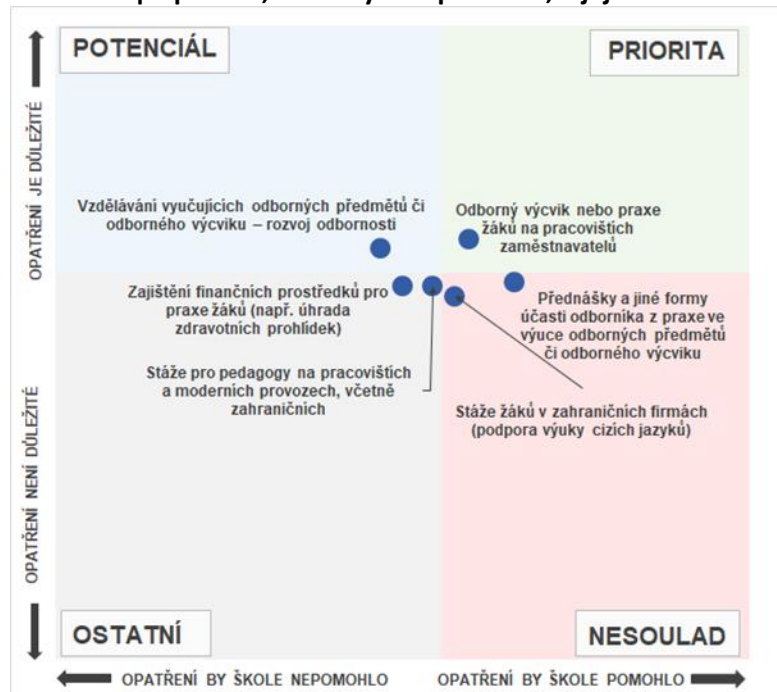 POTENCIÁL
PRIORITA
OPATŘENÍ JE DŮLEŽITÉ
Vzdělávání vyučujících odborných předmětů či
odborného výcviku – rozvoj odbornosti
Odborný výcvik nebo praxe
žáků na pracovištích
zaměstnavatelů
Zajištění finančních prostředků pro
praxe žáků (např. úhrada
zdravotních prohlídek)
Přednášky a jiné formy
účasti odborníka z praxe ve
výuce odborných předmětů
či odborného výcviku
Stáže pro pedagogy na pracovištích
a moderních provozech, včetně
zahraničních
Stáže žáků v zahraničních firmách
(podpora výuky cizích jazyků)
OPATŘENÍ NENÍ DŮLEŽITÉ
OSTATNÍ
NESOULAD
OPATŘENÍ BY ŠKOLE NEPOMOHLO
OPATŘENÍ BY ŠKOLE POMOHLO